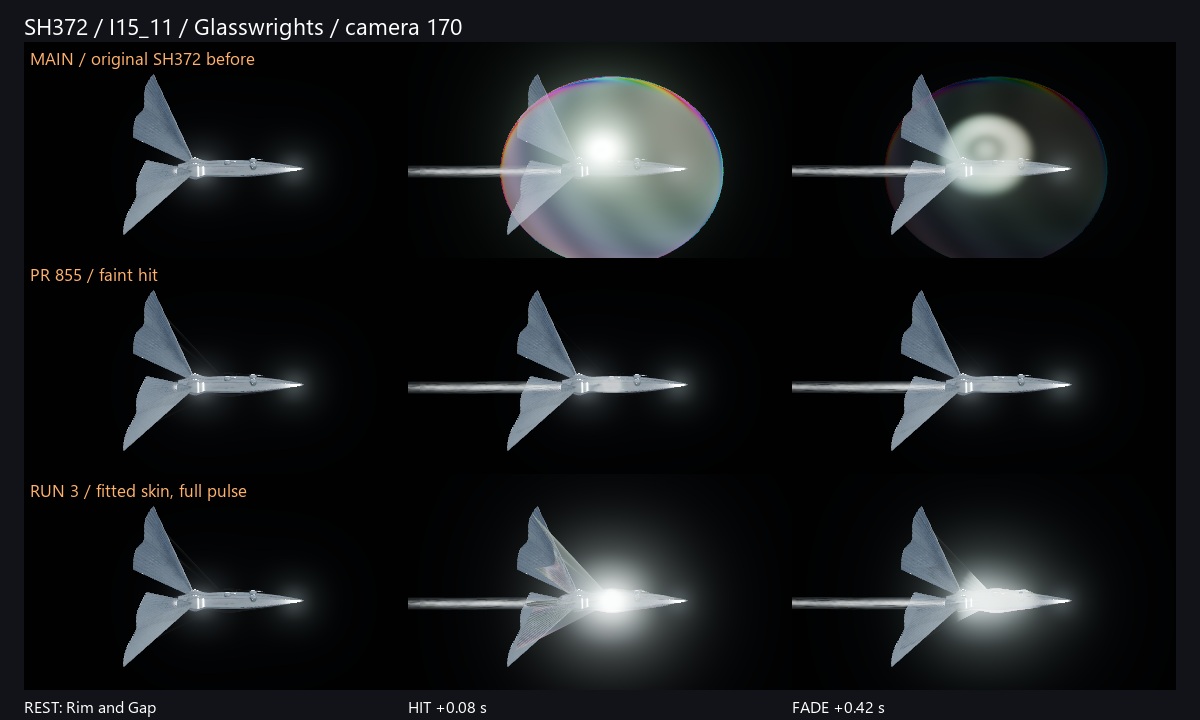 SH372 / I15_11 / Glasswrights / camera 170
MAIN / original SH372 before
PR 855 / faint hit
RUN 3 / fitted skin, full pulse
REST: Rim and Gap
HIT +0.08 s
FADE +0.42 s